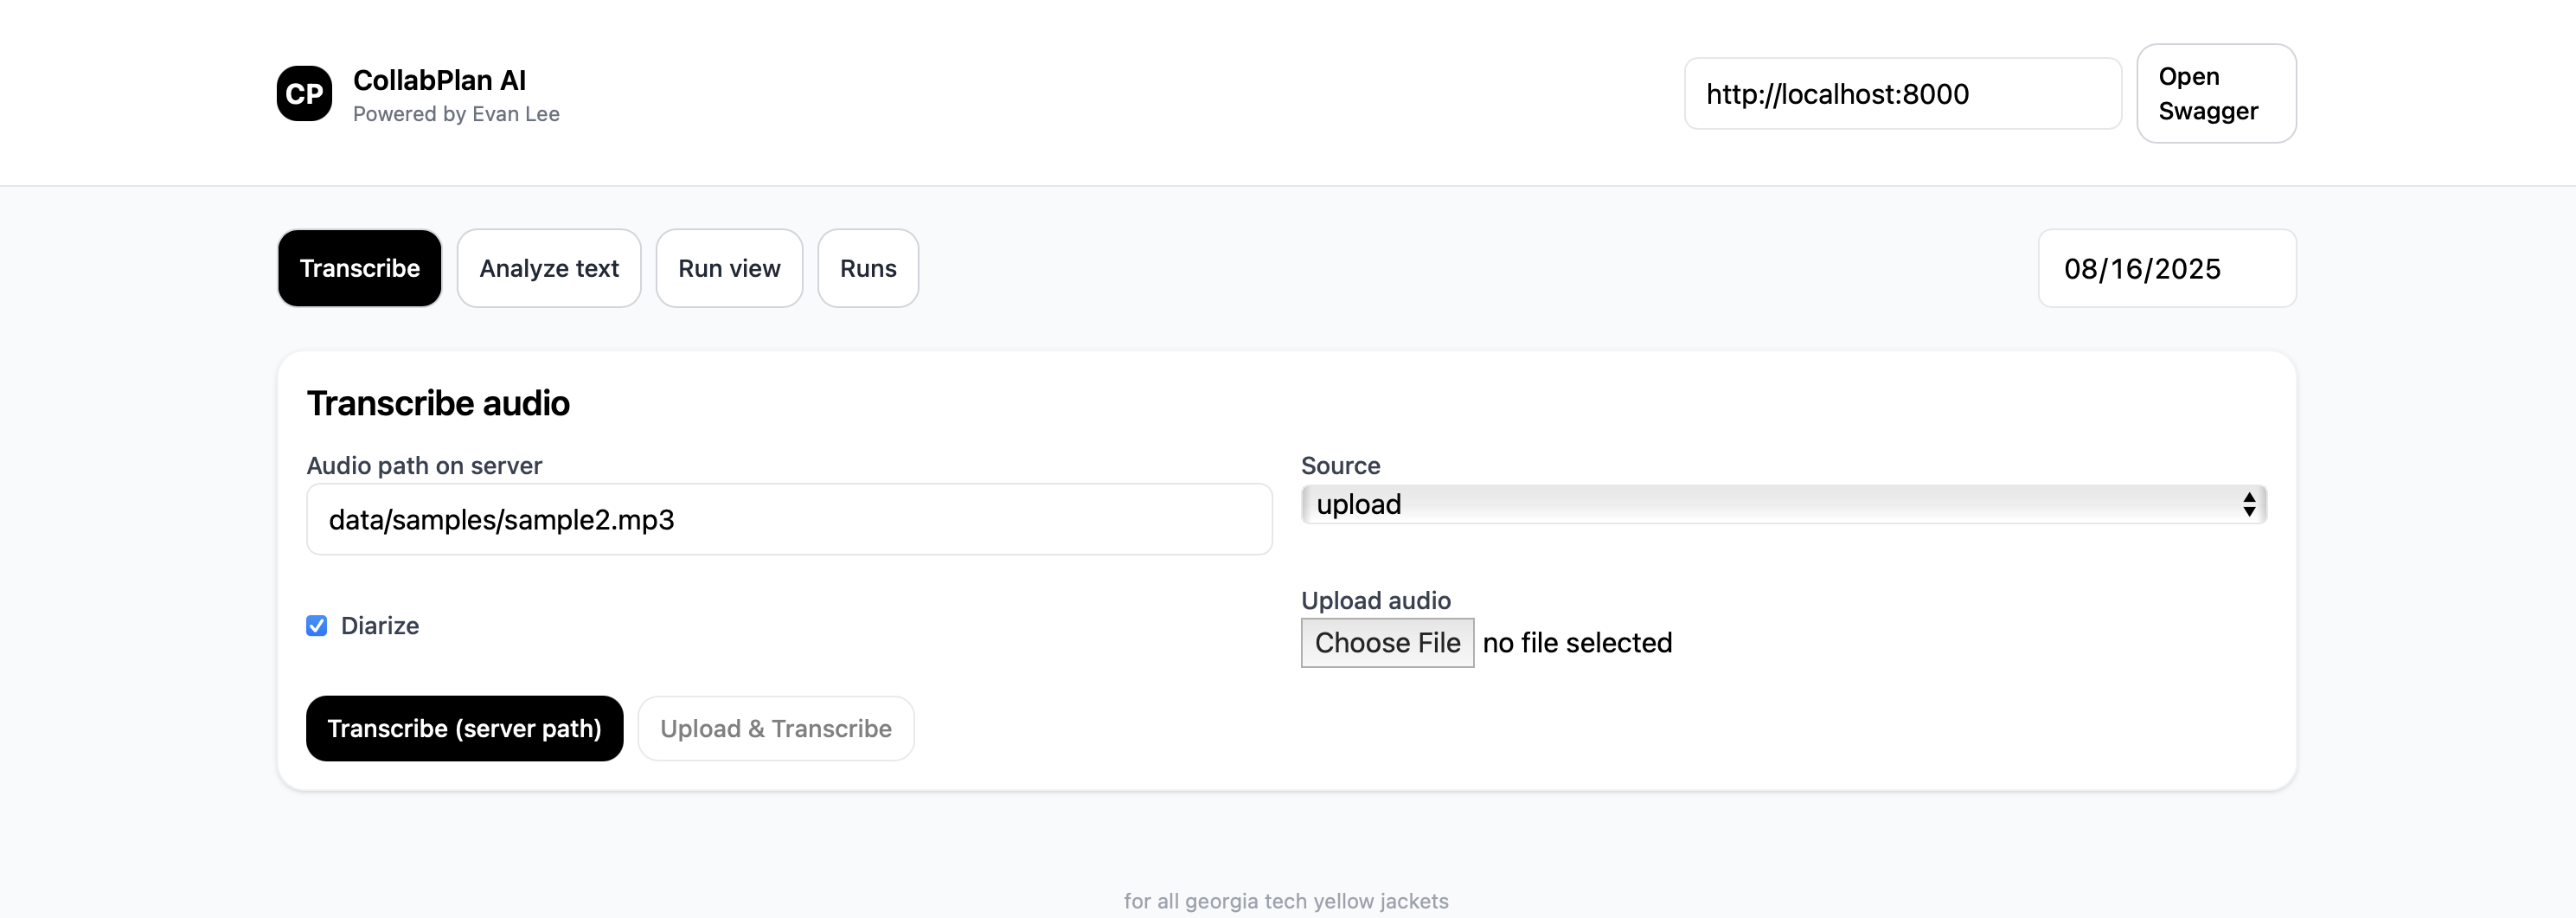 CP
CollabPlan AI
Powered by Evan Lee
http://localhost:8000
Open
Swagger
Transcribe
Analyze text
Run view
Runs
08/16/2025
Transcribe audio
Audio path on server
data/samples/sample2.mp3
Source
upload
Diarize
Upload audio
Choose File no file selected
Transcribe (server path)
Upload & Transcribe
for all georgia tech yellow jackets